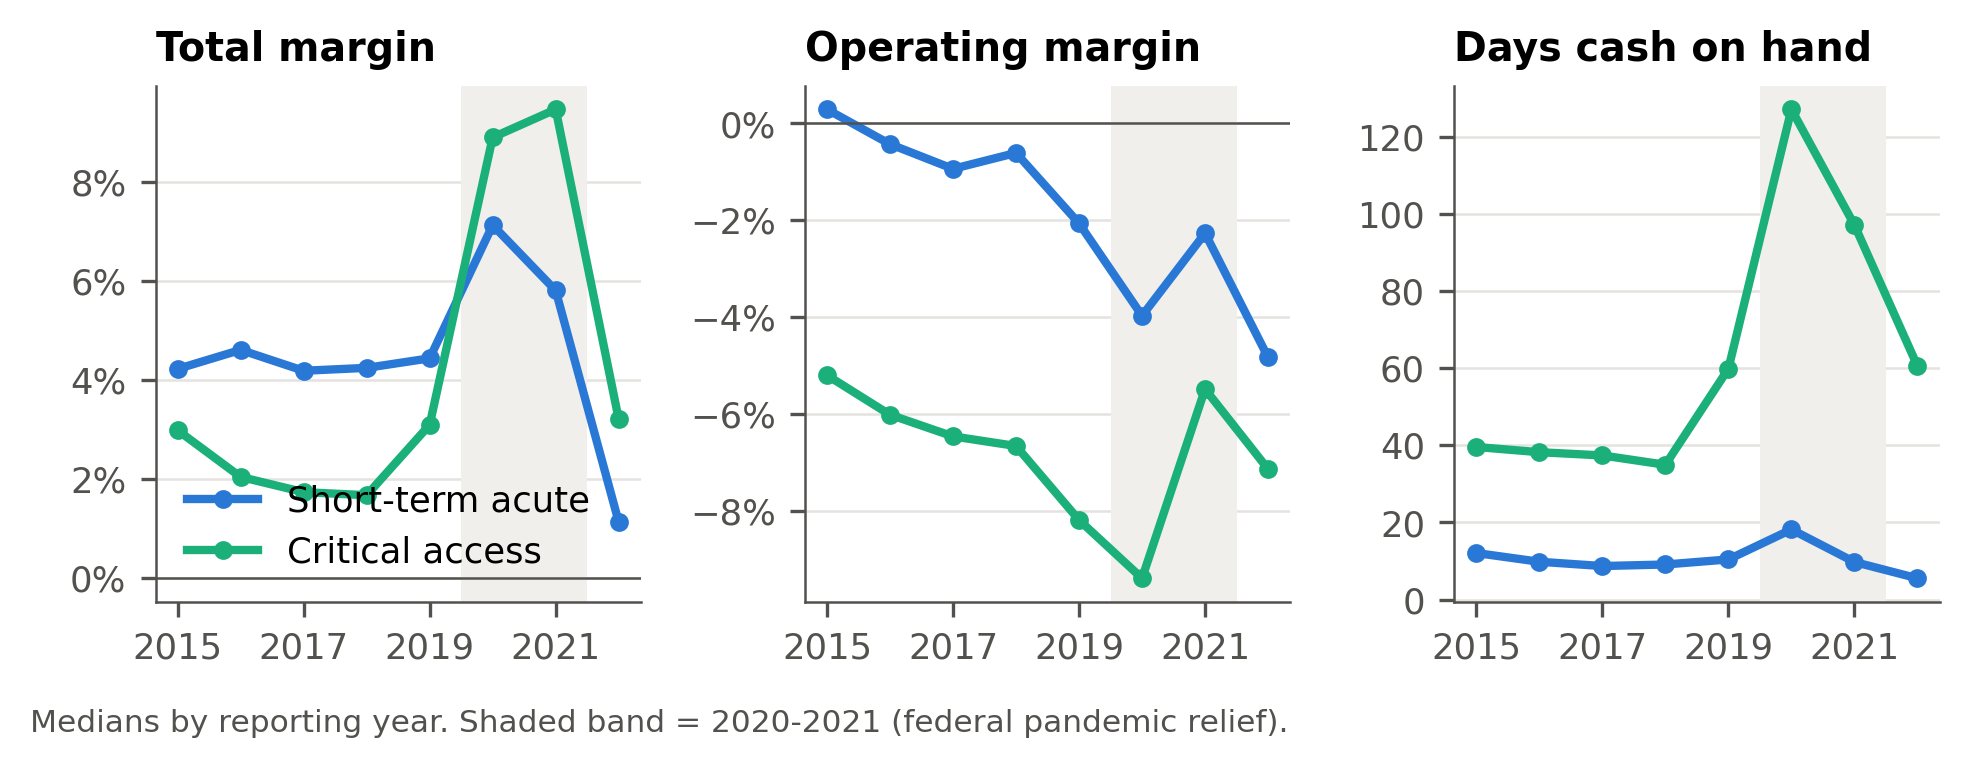 Total margin
8%
6%
4%
2%
0%
Short-term acute
Critical access
2015 2017 2019 2021
Operating margin
0%
−2%
−4%
−6%
−8%
2015 2017 2019 2021
Days cash on hand
120
100
80
60
40
20
0
2015 2017 2019 2021
Medians by reporting year. Shaded band = 2020-2021 (federal pandemic relief).